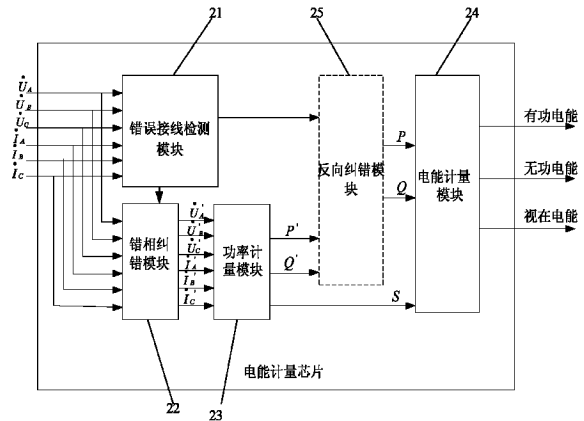 21
25
24
U̇A
U̇B
U̇C
İA
İB
İC
错误接线检测
模块
反向纠错模
块
P
Q
电能计量
模块
有功电能
无功电能
视在电能
错相纠
错模块
U̇A'
U̇B'
U̇C'
İA'
İB'
İC'
功率计
量模块
P'
Q'
S
电能计量芯片
22
23